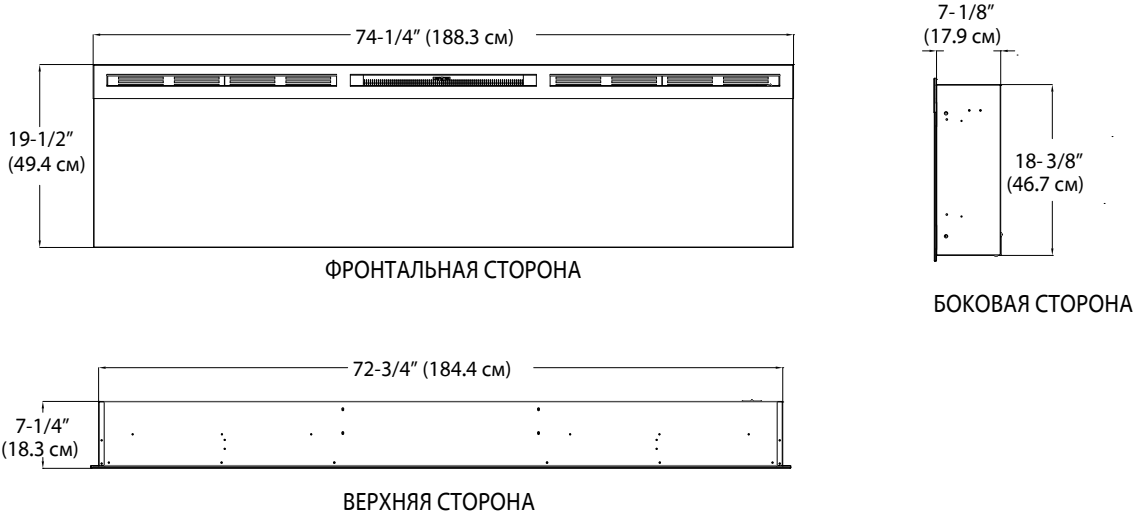 74-1/4” (188.3 см)
19-1/2”
(49.4 см)
ФРОНТАЛЬНАЯ СТОРОНА
7- 1/8”
(17.9 см)
18- 3/8”
(46.7 см)
БОКОВАЯ СТОРОНА
72-3/4” (184.4 см)
7-1/4”
(18.3 см)
ВЕРХНЯЯ СТОРОНА